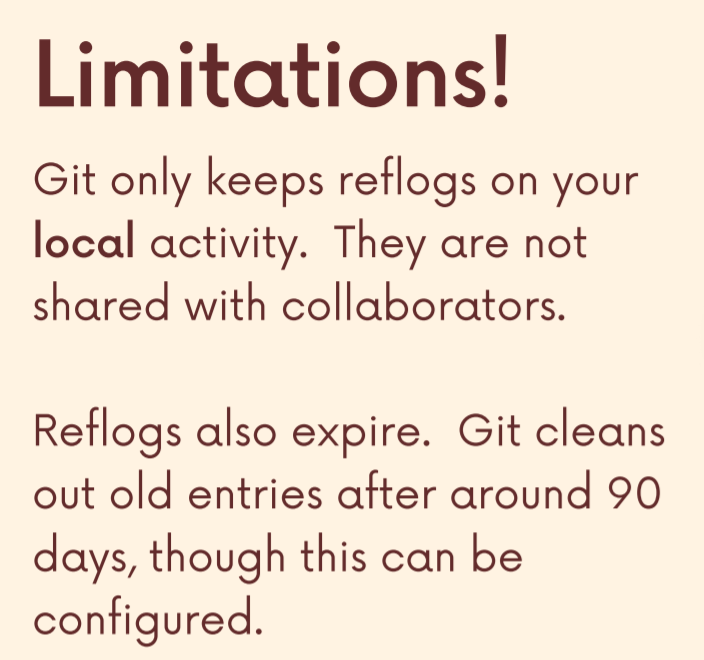 Limitations!
Git only keeps reflogs on your
local activity.  They are not
shared with collaborators.
Reflogs also expire.  Git cleans
out old entries after around 90
days, though this can be
configured.